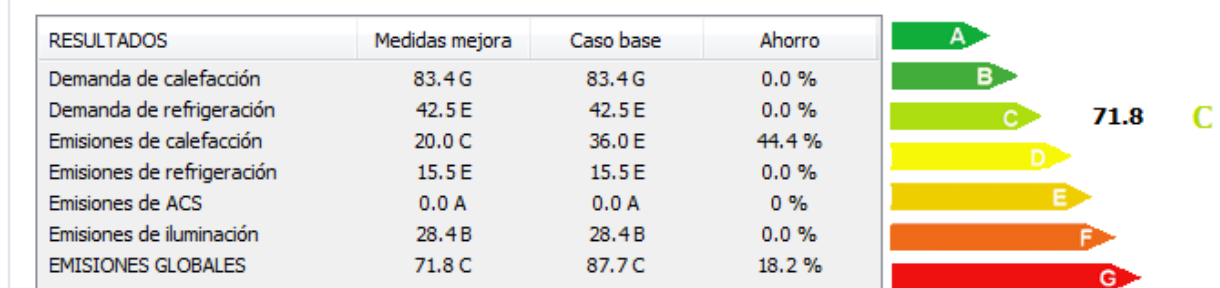 RESULTADOS Medidas mejora Caso base Ahorro
Demanda de calefacción 83.4 G 83.4 G 0.0 %
Demanda de refrigeración 42.5 E 42.5 E 0.0 %
Emisiones de calefacción 20.0 C 36.0 E 44.4 %
Emisiones de refrigeración 15.5 E 15.5 E 0.0 %
Emisiones de ACS 0.0 A 0.0 A 0 %
Emisiones de iluminación 28.4 B 28.4 B 0.0 %
EMISIONES GLOBALES 71.8 C 87.7 C 18.2 %
A
B
C 71.8 C
D
E
F
G